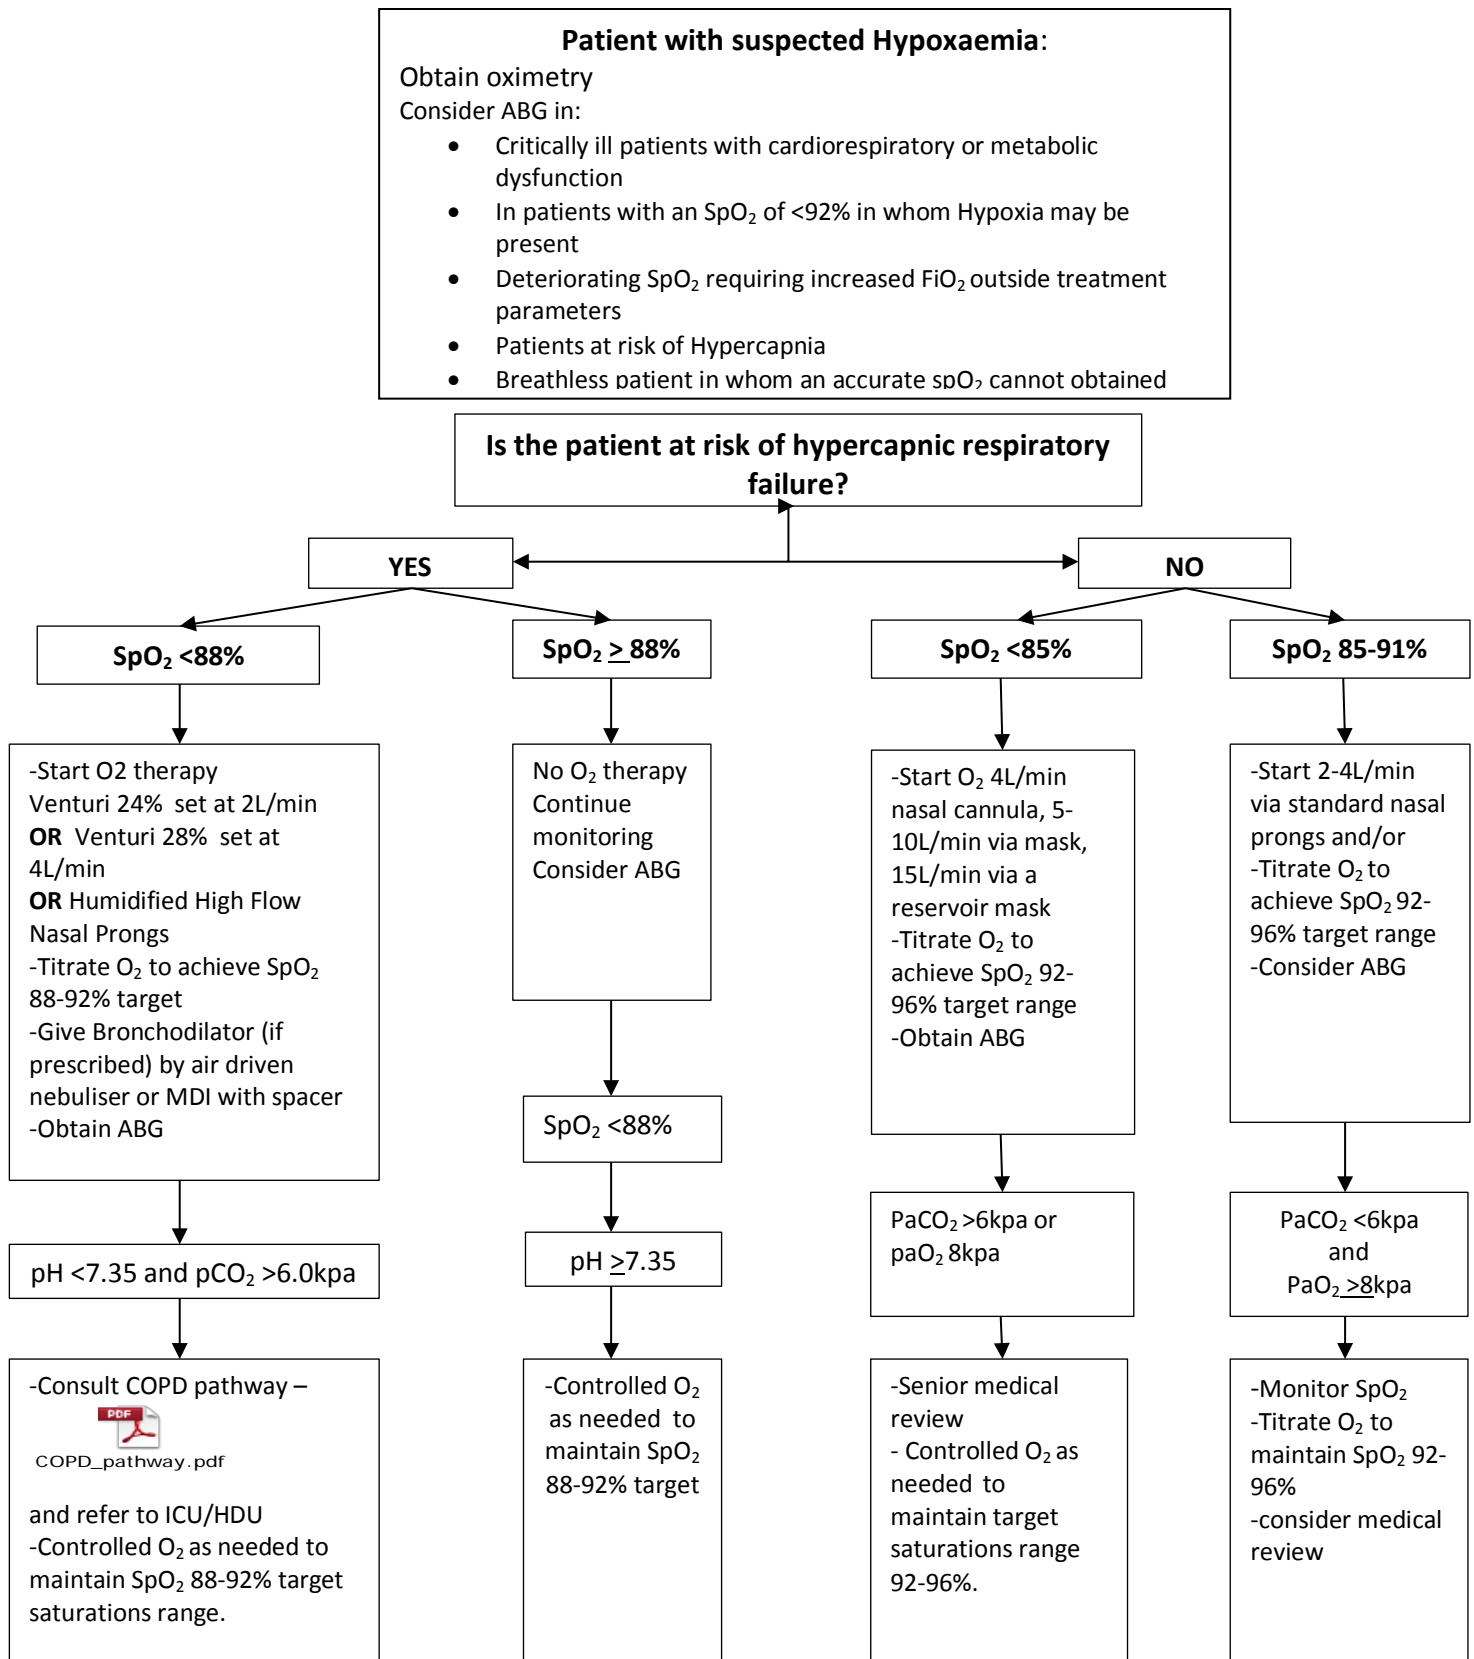 Patient with suspected Hypoxaemia:
Obtain oximetry
Consider ABG in:
• Critically ill patients with cardiorespiratory or metabolic
dysfunction
• In patients with an SpO₂ of <92% in whom Hypoxia may be
present
• Deteriorating SpO₂ requiring increased FiO₂ outside treatment
parameters
• Patients at risk of Hypercapnia
• Breathless patient in whom an accurate spO₂ cannot obtained
Is the patient at risk of hypercapnic respiratory
failure?
YES
NO
SpO₂ <88%
SpO₂ > 88%
SpO₂ <85%
SpO₂ 85-91%
-Start O2 therapy
Venturi 24% set at 2L/min
OR Venturi 28% set at
4L/min
OR Humidified High Flow
Nasal Prongs
-Titrate O₂ to achieve SpO₂
88-92% target
-Give Bronchodilator (if
prescribed) by air driven
nebuliser or MDI with spacer
-Obtain ABG
No O₂ therapy
Continue
monitoring
Consider ABG
-Start O₂ 4L/min
nasal cannula, 5-
10L/min via mask,
15L/min via a
reservoir mask
-Titrate O₂ to
achieve SpO₂ 92-
96% target range
-Obtain ABG
-Start 2-4L/min
via standard nasal
prongs and/or
-Titrate O₂ to
achieve SpO₂ 92-
96% target range
-Consider ABG
SpO₂ <88%
pH <7.35 and pCO₂ >6.0kpa
pH >7.35
PaCO₂ >6kpa or
paO₂ 8kpa
PaCO₂ <6kpa
and
PaO₂ >8kpa
-Consult COPD pathway –
PDF
COPD_pathway.pdf
and refer to ICU/HDU
-Controlled O₂ as needed to
maintain SpO₂ 88-92% target
saturations range.
-Controlled O₂
as needed to
maintain SpO₂
88-92% target
-Senior medical
review
- Controlled O₂ as
needed to
maintain target
saturations range
92-96%.
-Monitor SpO₂
-Titrate O₂ to
maintain SpO₂ 92-
96%
-consider medical
review